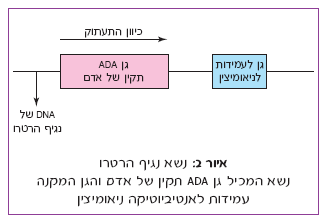 כיוון התעתוק
גן ADA
תקין של אדם
גן לעמידות
לניאומיצין
DNA של
נגיף הרטרו
איור 2: נשא נגיף הרטרו
נשא המכיל גן ADA תקין של אדם והגן המקנה
עמידות לאנטיביוטיקה ניאומיצין